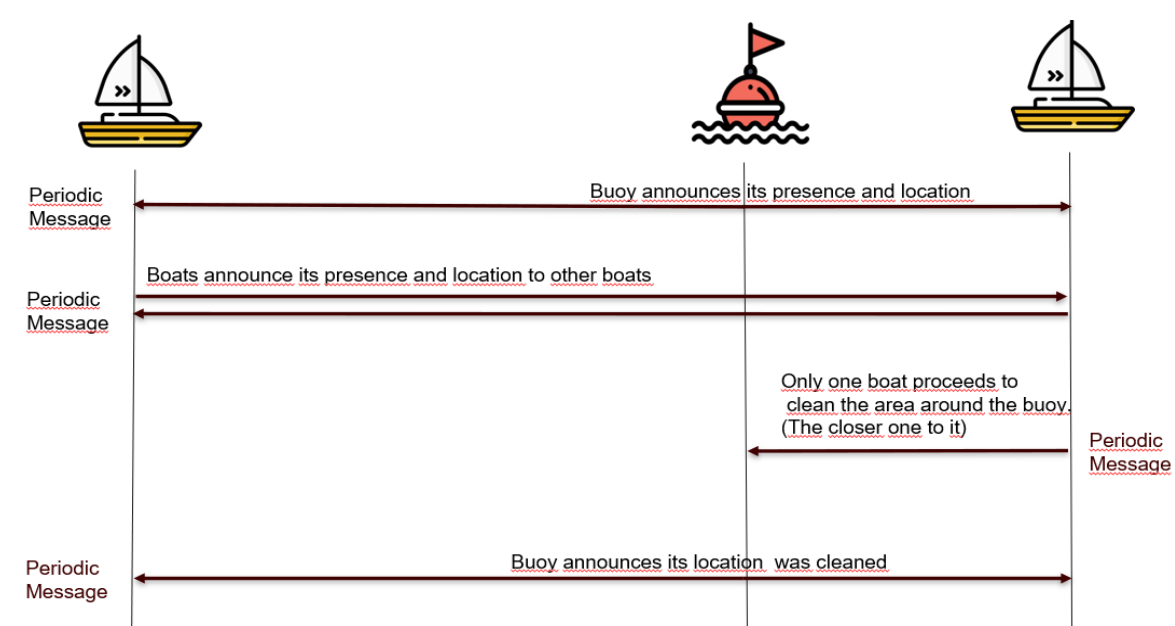 Periodic
Message
Buoy announces its presence and location
Boats announce its presence and location to other boats
Periodic
Message
Only one boat proceeds to
clean the area around the buoy.
(The closer one to it)
Periodic
Message
Periodic
Message
Buoy announces its location was cleaned